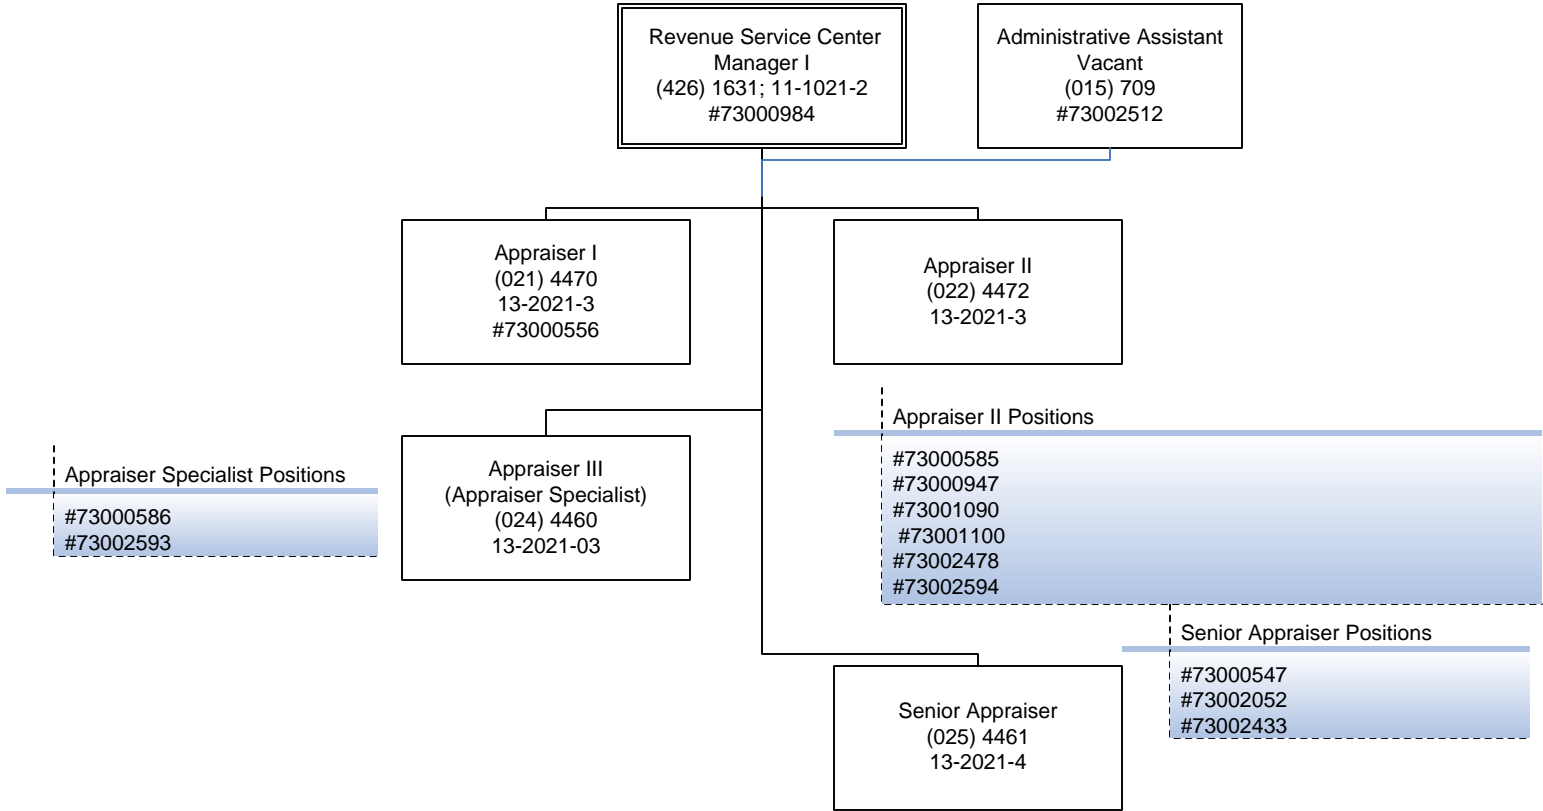 Revenue Service Center
Manager I
(426) 1631; 11-1021-2
#73000984
Administrative Assistant
Vacant
(015) 709
#73002512
Appraiser I
(021) 4470
13-2021-3
#73000556
Appraiser II
(022) 4472
13-2021-3
Appraiser II Positions
#73000585
#73000947
#73001090
#73001100
#73002478
#73002594
Appraiser Specialist Positions
#73000586
#73002593
Appraiser III
(Appraiser Specialist)
(024) 4460
13-2021-03
Senior Appraiser Positions
#73000547
#73002052
#73002433
Senior Appraiser
(025) 4461
13-2021-4